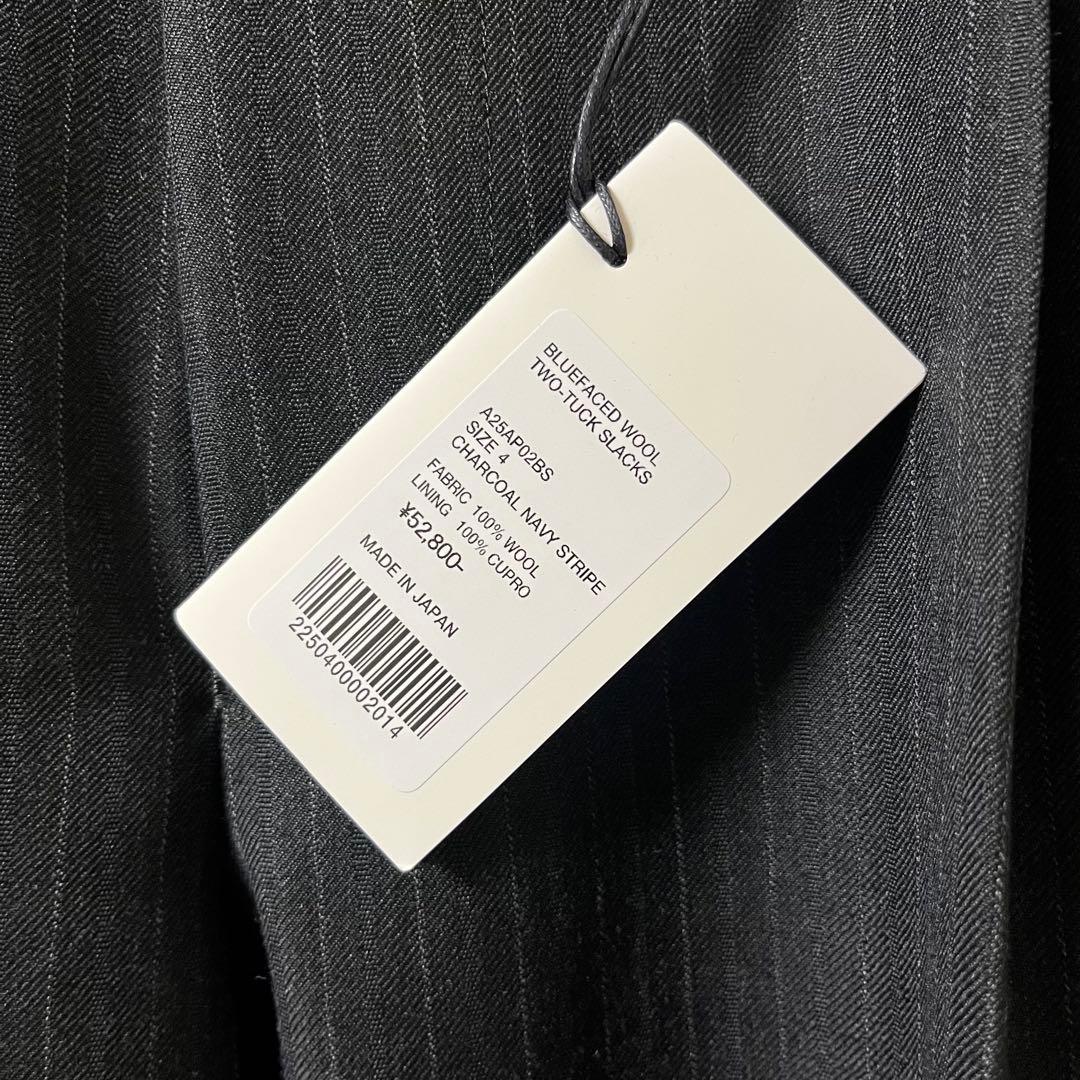 BLUEFACED WOOL
TWO-TUCK SLACKS
A25AP02BS
SIZE 4
CHARCOAL NAVY STRIPE
FABRIC 100% WOOL
LINING 100% CUPRO
¥52,800-
MADE IN JAPAN
2250400002014